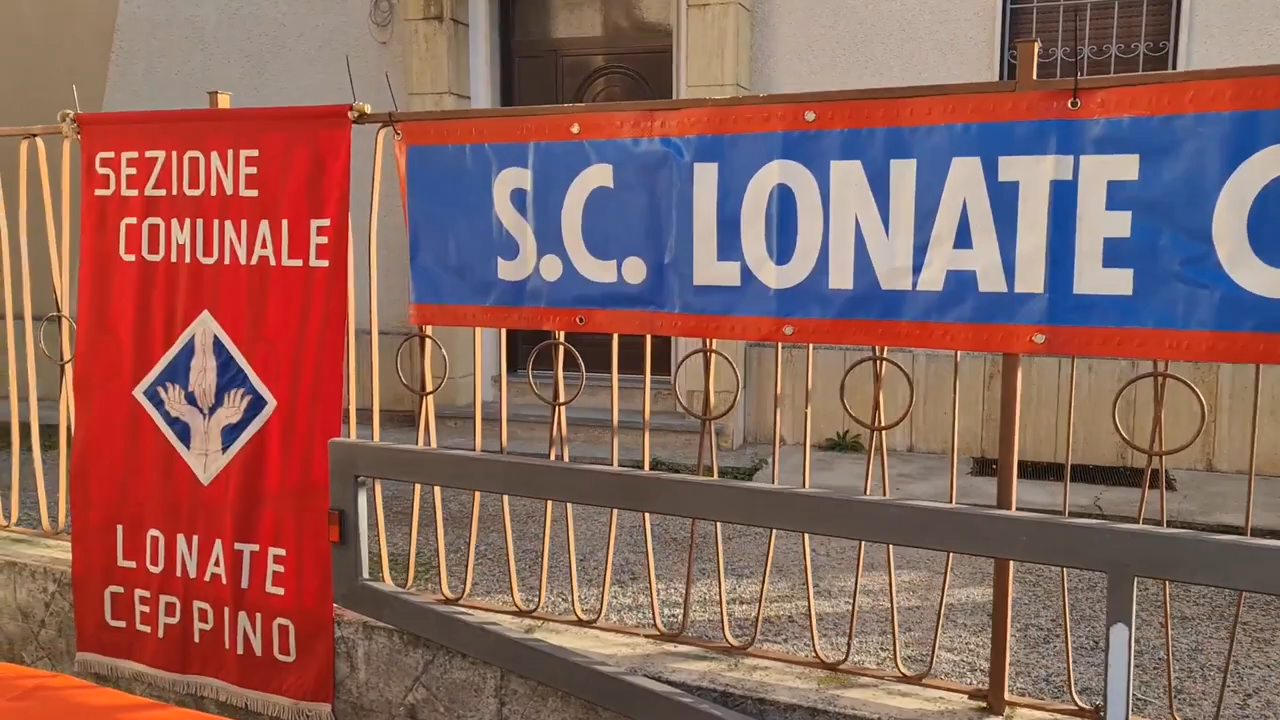 SEZIONE
COMUNALE
LONATE
CEPPINO
S.C. LONATE C